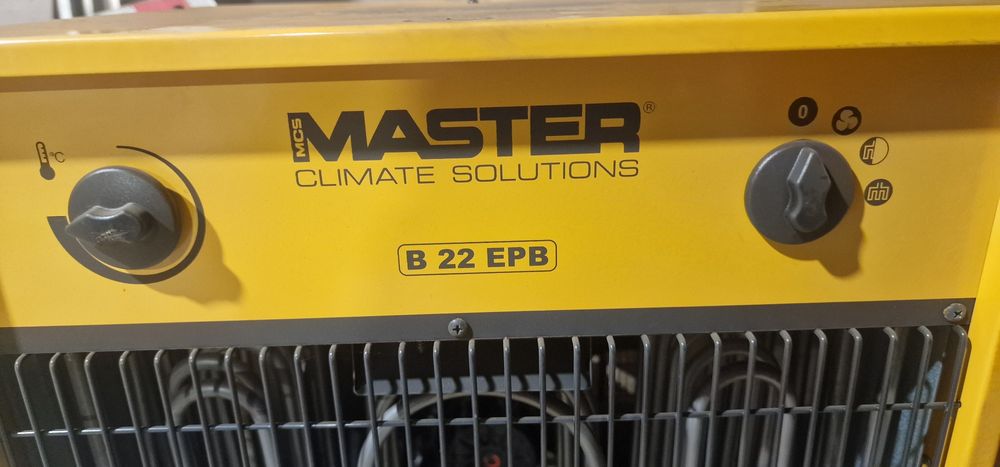 MCS MASTER®
CLIMATE SOLUTIONS
B 22 EPB
°C
0